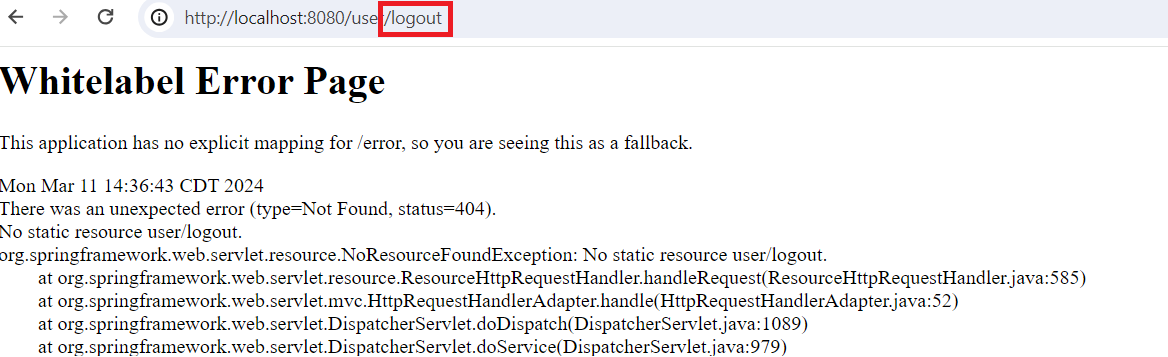 http://localhost:8080/user/logout
Whitelabel Error Page
This application has no explicit mapping for /error, so you are seeing this as a fallback.
Mon Mar 11 14:36:43 CDT 2024
There was an unexpected error (type=Not Found, status=404).
No static resource user/logout.
org.springframework.web.servlet.resource.NoResourceFoundException: No static resource user/logout.
at org.springframework.web.servlet.resource.ResourceHttpRequestHandler.handleRequest(ResourceHttpRequestHandler.java:585)
at org.springframework.web.servlet.mvc.HttpRequestHandlerAdapter.handle(HttpRequestHandlerAdapter.java:52)
at org.springframework.web.servlet.DispatcherServlet.doDispatch(DispatcherServlet.java:1089)
at org.springframework.web.servlet.DispatcherServlet.doService(DispatcherServlet.java:979)